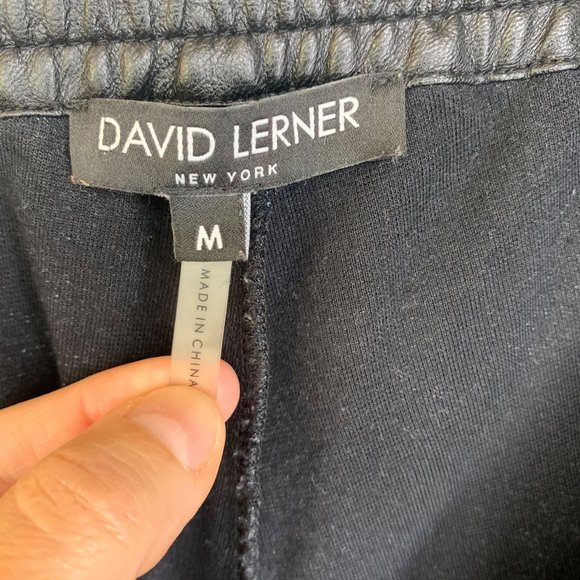 DAVID LERNER
NEW YORK
M
MADE IN CHINA